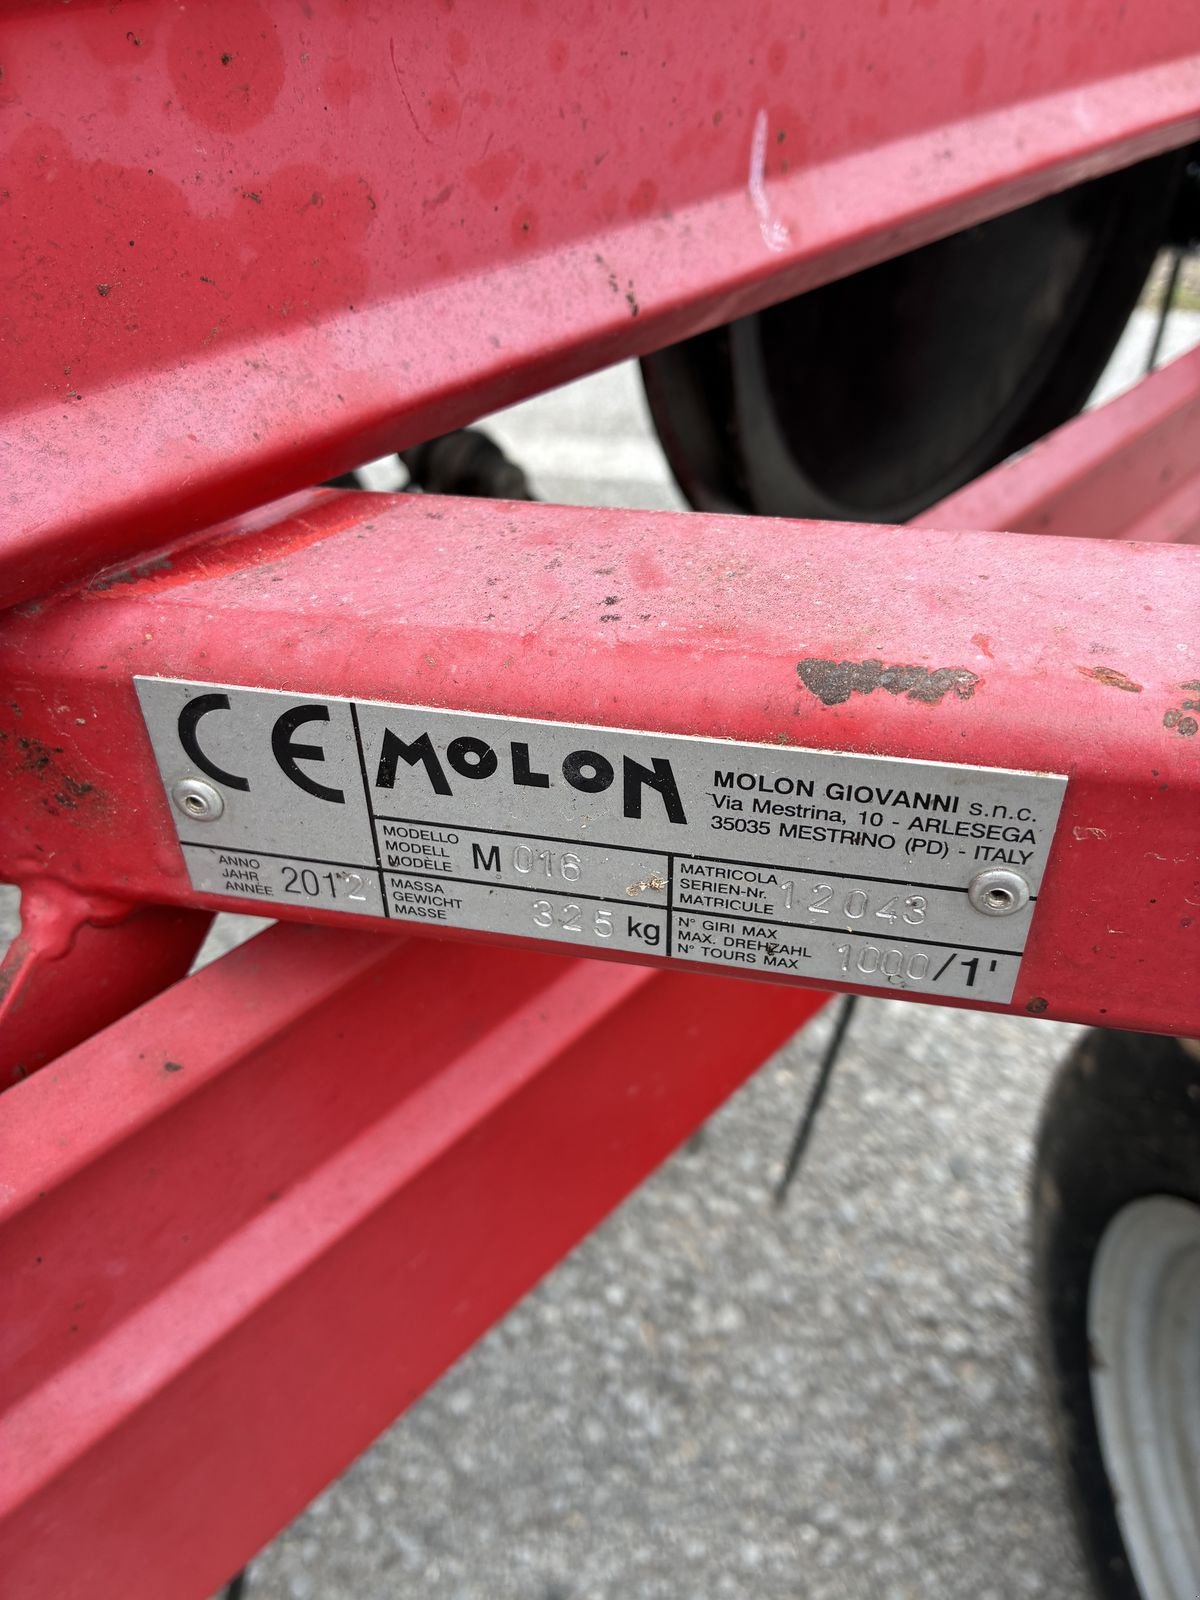 CE
MOLON
MOLON GIOVANNI s.n.c.
Via Mestrina, 10 - ARLESEGA
35035 MESTRINO (PD) - ITALY
MODELLO
MODELL
MODÈLE
M 016
MATRICOLA
SERIEN-Nr.
MATRICULE
12043
ANNO
JAHR
ANNÉE
2012
MASSA
GEWICHT
MASSE
325 kg
N° GIRI MAX
MAX. DREHZAHL
N° TOURS MAX
1000/1'